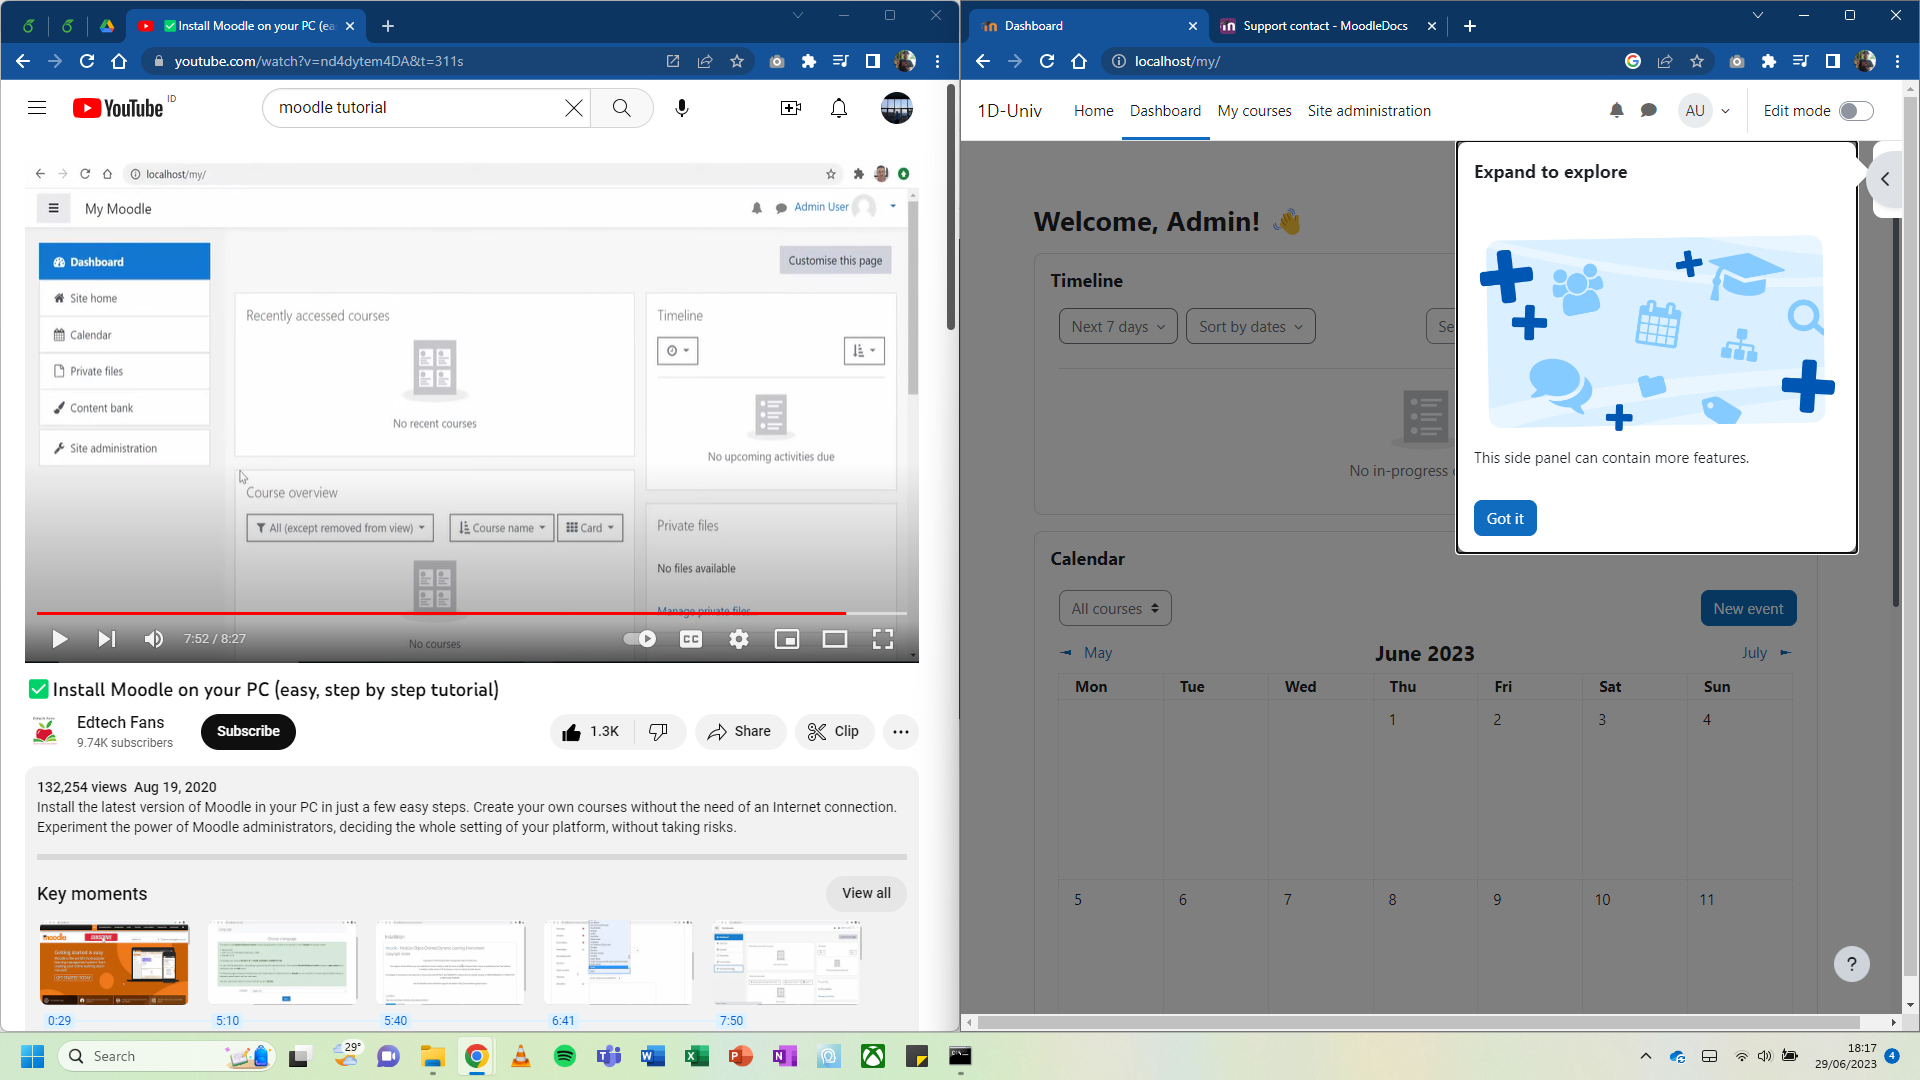 ✅Install Moodle on your PC (ea
youtube.com/watch?v=nd4dytem4DA&t=311s
YouTube ID
moodle tutorial
localhost/my/
My Moodle
Admin User
Dashboard
Site home
Calendar
Private files
Content bank
Site administration
Customise this page
Recently accessed courses
No recent courses
Timeline
No upcoming activities due
Course overview
All (except removed from view)
Course name
Card
No courses
Private files
No files available
Manage private files
7:52 / 8:27
CC
✅Install Moodle on your PC (easy, step by step tutorial)
Edtech Fans
9.74K subscribers
Subscribe
1.3K
Share
Clip
132,254 views Aug 19, 2020
Install the latest version of Moodle in your PC in just a few easy steps. Create your own courses without the need of an Internet connection.
Experiment the power of Moodle administrators, deciding the whole setting of your platform, without taking risks.
Key moments
View all
0:29
5:10
5:40
6:41
7:50
Dashboard
Support contact - MoodleDocs
localhost/my/
1D-Univ
Home
Dashboard
My courses
Site administration
AU
Edit mode
Welcome, Admin! 👋
Timeline
Next 7 days
Sort by dates
Se
No in-progress
Expand to explore
This side panel can contain more features.
Got it
Calendar
All courses
New event
May
June 2023
July
Mon Tue Wed Thu Fri Sat Sun
1 2 3 4
5 6 7 8 9 10 11
?
Search
29°
18:17
29/06/2023
4